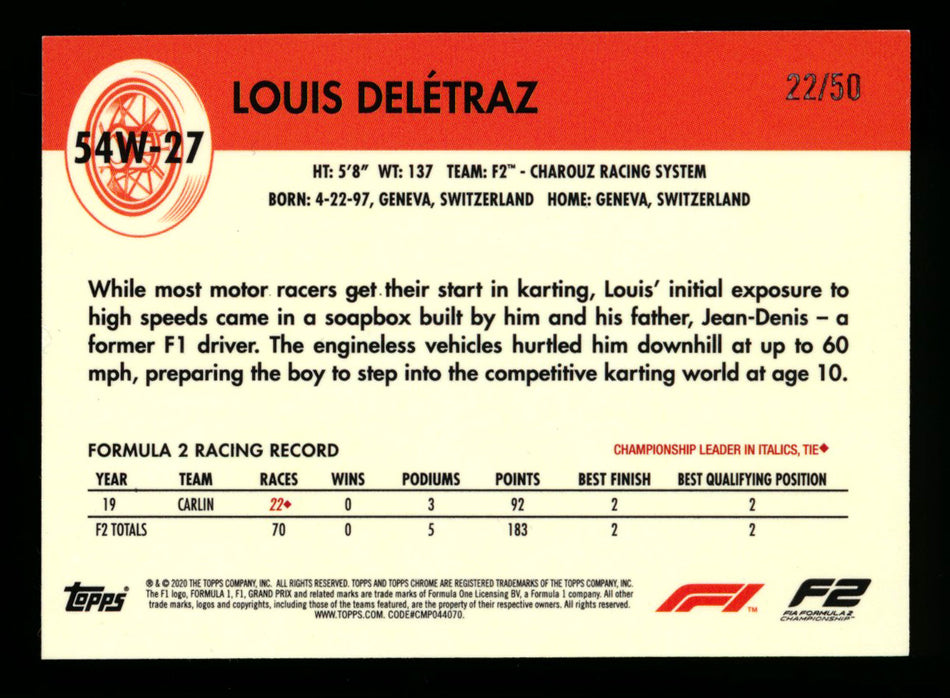 LOUIS DELÉTRAZ
22/50
54W-27
HT: 5'8" WT: 137 TEAM: F2™ - CHAROUZ RACING SYSTEM
BORN: 4-22-97, GENEVA, SWITZERLAND HOME: GENEVA, SWITZERLAND
While most motor racers get their start in karting, Louis' initial exposure to
high speeds came in a soapbox built by him and his father, Jean-Denis – a
former F1 driver. The engineless vehicles hurtled him downhill at up to 60
mph, preparing the boy to step into the competitive karting world at age 10.
FORMULA 2 RACING RECORD
CHAMPIONSHIP LEADER IN ITALICS, TIE◆
YEAR TEAM RACES WINS PODIUMS POINTS BEST FINISH BEST QUALIFYING POSITION
19 CARLIN 22◆ 0 3 92 2 2
F2 TOTALS 70 0 5 183 2 2
Topps®
® & © 2020 THE TOPPS COMPANY, INC. ALL RIGHTS RESERVED. TOPPS AND TOPPS CHROME ARE REGISTERED TRADEMARKS OF THE TOPPS COMPANY, INC.
The F1 logo, FORMULA 1, F1, GRAND PRIX and related marks are trade marks of Formula One Licensing BV, a Formula 1 company. All other
trade marks, logos and copyrights, including those of the teams featured, are the property of their respective owners. All rights reserved.
WWW.TOPPS.COM. CODE#CMP044070.
F1™
F2
FIA FORMULA 2
CHAMPIONSHIP™